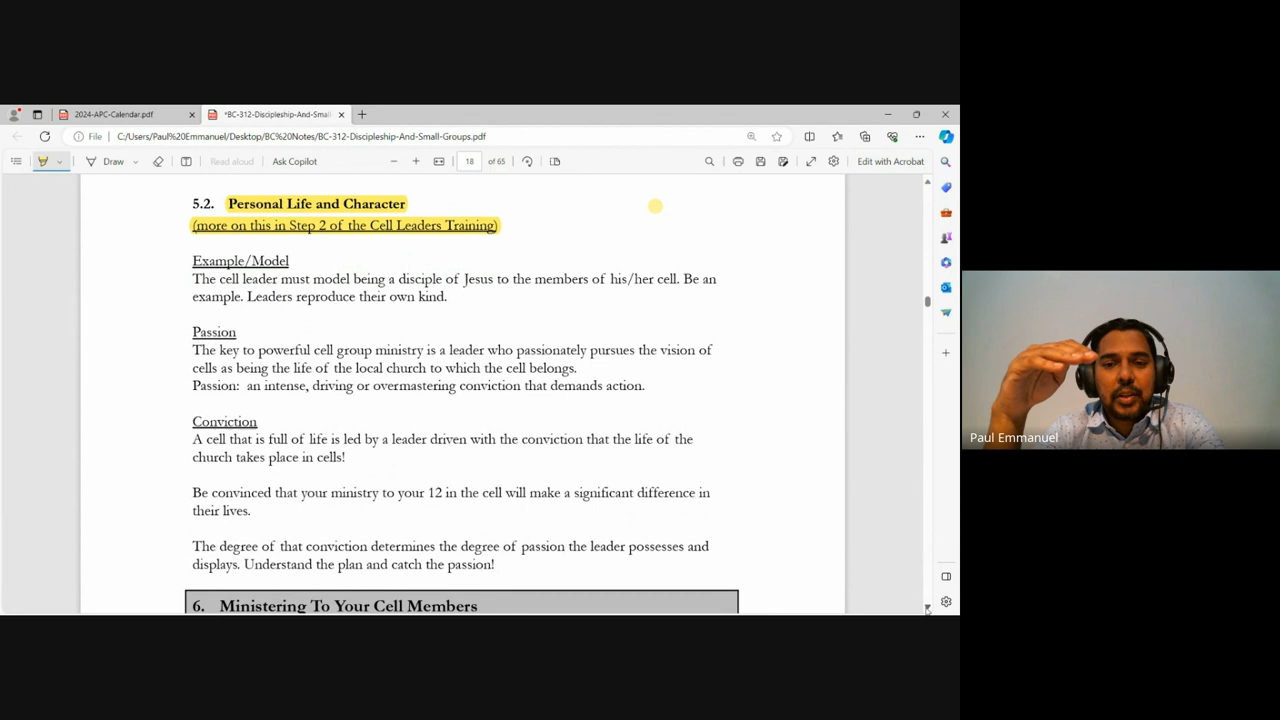 2024-APC-Calendar.pdf
*BC-312-Discipleship-And-Small-
File
C:/Users/Paul%20Emmanuel/Desktop/BC%20Notes/BC-312-Discipleship-And-Small-Groups.pdf
Draw
Read aloud
Ask Copilot
18
of 65
Edit with Acrobat
5.2. Personal Life and Character
(more on this in Step 2 of the Cell Leaders Training)
Example/Model
The cell leader must model being a disciple of Jesus to the members of his/her cell. Be an
example. Leaders reproduce their own kind.
Passion
The key to powerful cell group ministry is a leader who passionately pursues the vision of
cells as being the life of the local church to which the cell belongs.
Passion: an intense, driving or overmastering conviction that demands action.
Conviction
A cell that is full of life is led by a leader driven with the conviction that the life of the
church takes place in cells!
Be convinced that your ministry to your 12 in the cell will make a significant difference in
their lives.
The degree of that conviction determines the degree of passion the leader possesses and
displays. Understand the plan and catch the passion!
6. Ministering To Your Cell Members
Paul Emmanuel